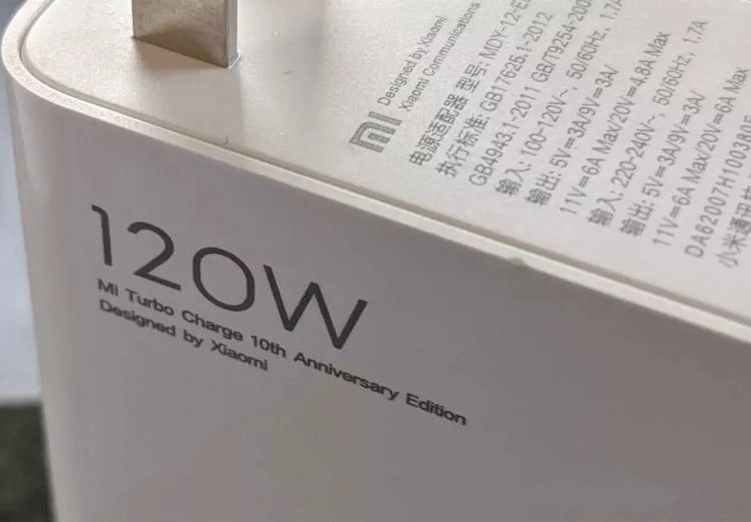 120W
MI Turbo Charge 10th Anniversary Edition
Designed by Xiaomi
MI
Designed by Xiaomi
Xiaomi Communications
电源适配器 型号: MDY-12-E
执行标准: GB17625.1-2012
GB4943.1-2011 GB/T9254-200
输入: 100-120V~, 50/60Hz, 1.7A
输出: 5V⎓3A/9V⎓3A/
11V⎓6A Max/20V⎓4.8A Max
输入: 220-240V~, 50/60Hz, 1.7A
输出: 5V⎓3A/9V⎓3A/
11V⎓6A Max/20V⎓6A Max
DA62007H10038
小米通